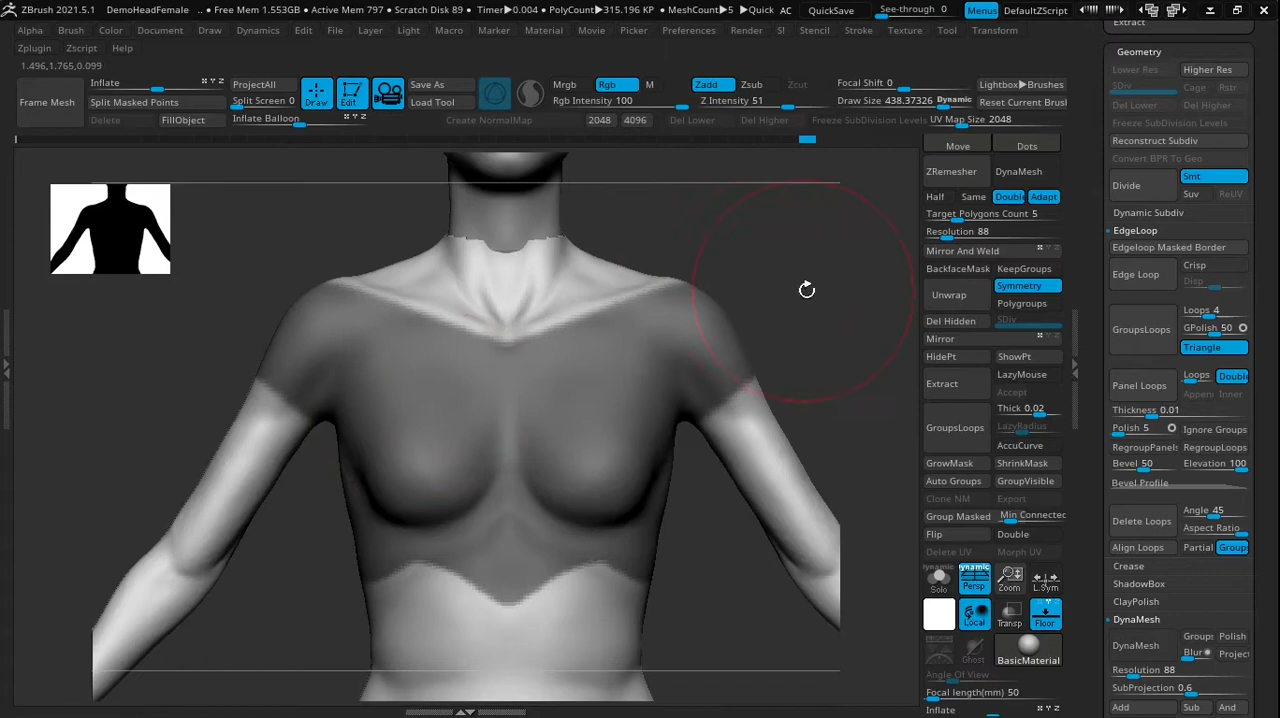 ZBrush 2021.5.1 DemoHeadFemale .. • Free Mem 1.553GB • Active Mem 797 • Scratch Disk 89 • Timer▶0.004 • PolyCount▶315.196 KP • MeshCount▶5 ▶Quick AC QuickSave See-through 0 Menus DefaultZScript
Alpha Brush Color Document Draw Dynamics Edit File Layer Light Macro Marker Material Movie Picker Preferences Render Stencil Stroke Texture Tool Transform
Zplugin Zscript Help
1.496,1.765,0.099
Frame Mesh
Inflate
Split Masked Points
Delete FillObject
ProjectAll
Split Screen 0
Inflate Balloon
Draw Edit
Save As
Load Tool
Create NormalMap
Mrgb Rgb M
Rgb Intensity 100
2048 4096
Zadd Zsub Zcut
Z Intensity 51
Del Lower Del Higher
Focal Shift 0
Draw Size 438.37326 Dynamic
Freeze SubDivision Levels
Lightbox▶Brushes
Reset Current Brush
UV Map Size 2048
Move Dots
ZRemesher DynaMesh
Half Same Doubl Adapt
Target Polygons Count 5
Resolution 88
Mirror And Weld
BackfaceMask KeepGroups
Unwrap Symmetry
Polygroups
Del Hidden SDiv
Mirror
HidePt ShowPt
Extract LazyMouse
Accept
Thick 0.02
GroupsLoops LazyRadius
AccuCurve
GrowMask ShrinkMask
Auto Groups GroupVisible
Clone NM Export
Group Masked Min Connected
Flip Double
Delete UV Morph UV
Dynamic
Solo
dynamic
Persp
Zoom
L.Sym
Local
Transp
Floor
Ghost
BasicMaterial
Angle Of View
Focal length(mm) 50
Inflate
Extract
Geometry
Lower Res Higher Res
SDiv Cage Rstr
Del Lower Del Higher
Freeze SubDivision Levels
Reconstruct Subdiv
Convert BPR To Geo
Divide Smt
Suv ReUV
Dynamic Subdiv
EdgeLoop
Edgeloop Masked Border
Edge Loop Crisp
Disp
Loops 4
GroupsLoops GPolish 50
Triangle
Panel Loops Loops Double
Appen Inner
Thickness 0.01
Polish 5 Ignore Groups
RegroupPanels RegroupLoops
Bevel 50 Elevation 100
Bevel Profile
Delete Loops Angle 45
Aspect Ratio
Align Loops Partial Groups
Crease
ShadowBox
ClayPolish
DynaMesh
DynaMesh Groups Polish
Blur Project
Resolution 88
SubProjection 0.6
Add Sub And